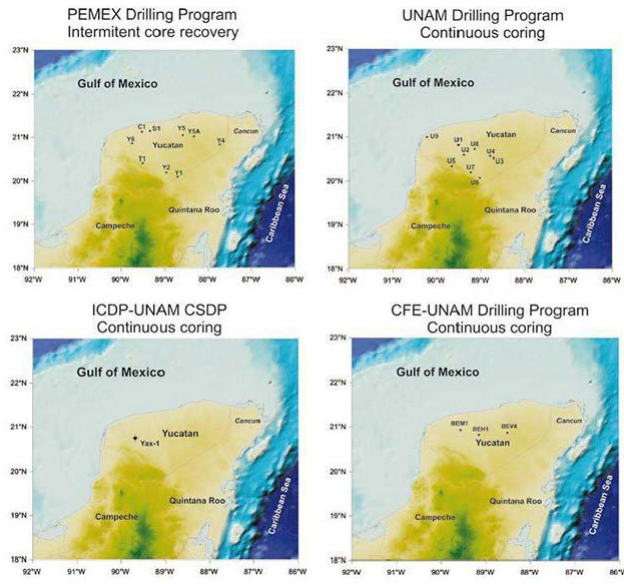 PEMEX Drilling Program
Intermitent core recovery
23°N
22°N
21°N
20°N
19°N
18°N
Gulf of Mexico
C1
S1
Y6
Y5
Y5A
Y4
Yucatan
Cancun
T1
Y2
Y1
Quintana Roo
Campeche
Caribbean Sea
92°W 91°W 90°W 89°W 88°W 87°W 86°W
UNAM Drilling Program
Continuous coring
23°N
22°N
21°N
20°N
19°N
18°N
Gulf of Mexico
U9
Yucatan
Cancun
U1
U8
U2
U4
U3
U5
U7
U6
Quintana Roo
Campeche
Caribbean Sea
92°W 91°W 90°W 89°W 88°W 87°W 86°W
ICDP-UNAM CSDP
Continuous coring
23°N
22°N
21°N
20°N
19°N
18°N
Gulf of Mexico
Cancun
Yucatan
Yax-1
Quintana Roo
Campeche
Caribbean Sea
92°W 91°W 90°W 89°W 88°W 87°W 86°W
CFE-UNAM Drilling Program
Continuous coring
23°N
22°N
21°N
20°N
19°N
18°N
Gulf of Mexico
BEM1
BEH1
BEV4
Cancun
Yucatan
Quintana Roo
Campeche
Caribbean Sea
92°W 91°W 90°W 89°W 88°W 87°W 86°W